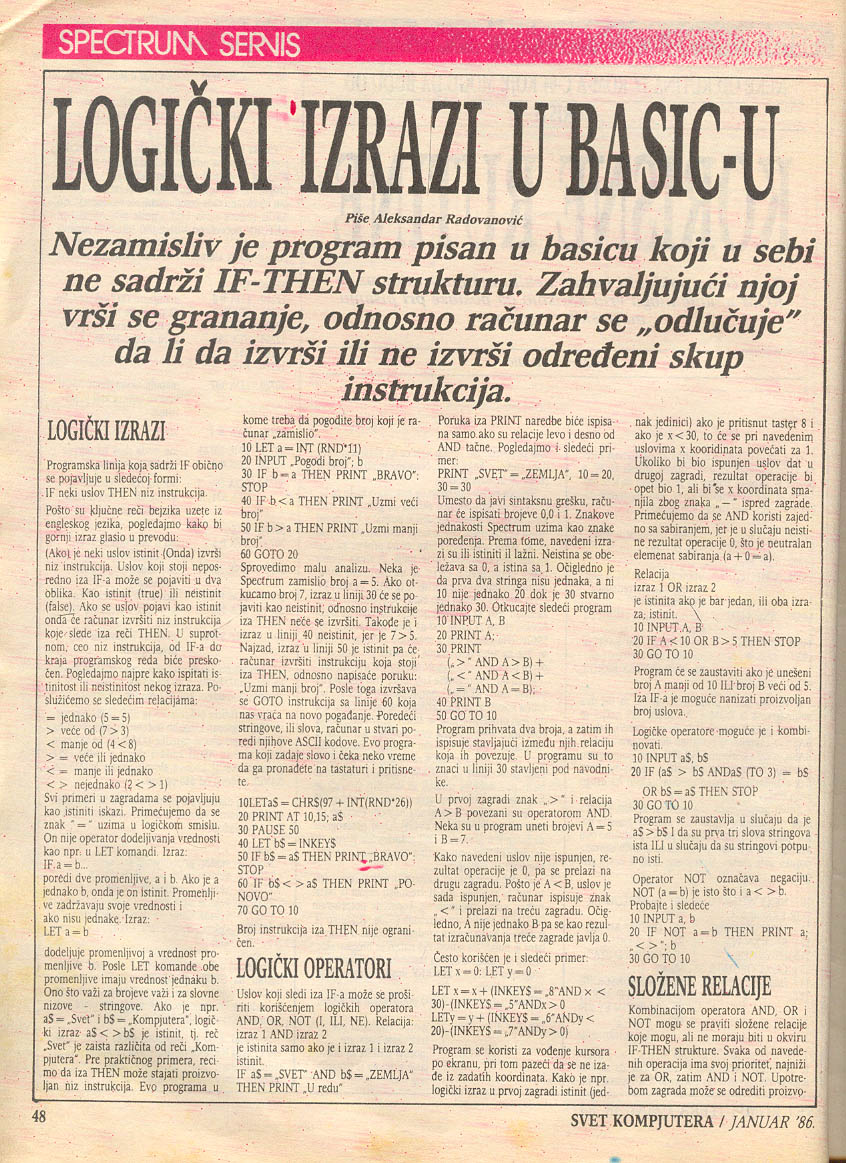 SPECTRUM SERVIS
LOGIČKI IZRAZI U BASIC-U
Piše Aleksandar Radovanović
Nezamisliv je program pisan u basicu koji u sebi
ne sadrži IF-THEN strukturu. Zahvaljujući njoj
vrši se grananje, odnosno računar se „odlučuje”
da li da izvrši ili ne izvrši određeni skup
instrukcija.
LOGIČKI IZRAZI
Programska linija koja sadrži IF obično
se pojavljuje u sledećoj formi:
IF neki uslov THEN niz instrukcija.
Pošto su ključne reči bejzika uzete iz
engleskog jezika, pogledajmo kako bi
gornji izraz glasio u prevodu:
(Ako) je neki uslov istinit (Onda) izvrši
niz instrukcija. Uslov koji stoji nepos-
redno iza IF-a može se pojaviti u dva
oblika. Kao istinit (true) ili neistinit
(false). Ako se uslov pojavi kao istinit
onda će računar izvršiti niz instrukcija
koje slede iza reči THEN. U suprot-
nom, ceo niz instrukcija, od IF-a do
kraja programskog reda biće presko-
čen. Pogledajmo najpre kako ispitati is-
tinitost ili neistinitost nekog izraza. Po-
služićemo se sledećim relacijama:
= jednako (5 = 5)
> veće od (7 > 3)
< manje od (4 < 8)
> = veće ili jednako
< = manje ili jednako
< > nejednako (2 < > 1)
Svi primeri u zagradama se pojavljuju
kao istiniti iskazi. Primećujemo da se
znak "=" uzima u logičkom smislu.
On nije operator dodeljivanja vrednosti
kao npr. u LET komandi. Izraz:
IF a = b...
poredi dve promenljive, a i b. Ako je a
jednako b, onda je on istinit. Promenlji-
ve zadržavaju svoje vrednosti i
ako nisu jednake. Izraz:
LET a = b
dodeljuje promenljivoj a vrednost pro-
menljive b. Posle LET komande obe
promenljive imaju vrednost jednaku b.
Ono što važi za brojeve važi i za slovne
nizove - stringove. Ako je npr.
a$ = „Svet” i b$ = „Kompjutera”, logič-
ki izraz a$ < > b$ je istinit, tj. reč
„Svet” je zaista različita od reči „Kom-
pjutera”. Pre praktičnog primera, reci-
mo da iza THEN može stajati proizvo-
ljan niz instrukcija. Evo programa u
kome treba da pogodite broj koji je ra-
čunar „zamislio”.
10 LET a = INT (RND*11)
20 INPUT „Pogodi broj”; b
30 IF b = a THEN PRINT „BRAVO”:
STOP
40 IF b < a THEN PRINT „Uzmi veći
broj”
50 IF b > a THEN PRINT „Uzmi manji
broj”
60 GOTO 20
Sprovedimo malu analizu. Neka je
Spectrum zamislio broj a = 5. Ako ot-
kucamo broj 7, izraz u liniji 30 će se po-
javiti kao neistinit; odnosno instrukcije
iza THEN neće se izvršiti. Takođe je i
izraz u liniji 40 neistinit, jer je 7 > 5.
Najzad, izraz u liniji 50 je istinit pa će
računar izvršiti instrukciju koja stoji
iza THEN, odnosno napisaće poruku:
„Uzmi manji broj”. Posle toga izvršava
se GOTO instrukcija sa linije 60 koja
nas vraća na novo pogađanje. Poredeći
stringove, ili slova, računar u stvari po-
redi njihove ASCII kodove. Evo progra-
ma koji zadaje slovo i čeka neko vreme
da ga pronađete na tastaturi i pritisne-
te.
10LETa$ = CHR$(97 + INT(RND*26))
20 PRINT AT 10,15; a$
30 PAUSE 50
40 LET b$ = INKEY$
50 IF b$ = a$ THEN PRINT „BRAVO”:
STOP
60 IF b$ < > a$ THEN PRINT „PO-
NOVO”
70 GO TO 10
Broj instrukcija iza THEN nije ograni-
čen.
LOGIČKI OPERATORI
Uslov koji sledi iza IF-a može se proši-
riti korišćenjem logičkih operatora
AND, OR, NOT (I, ILI, NE). Relacija:
izraz 1 AND izraz 2
je istinita samo ako je i izraz 1 i izraz 2
istinit.
IF a$ = „SVET” AND b$ = „ZEMLJA”
THEN PRINT „U redu”
Poruka iza PRINT naredbe biće ispisa-
na samo ako su relacije levo i desno od
AND tačne. Pogledajmo i sledeći pri-
mer:
PRINT „SVET” = „ZEMLJA”, 10 = 20,
30 = 30
Umesto da javi sintaksnu grešku, raču-
nar će ispisati brojeve 0,0 i 1. Znakove
jednakosti Spectrum uzima kao znake
poređenja. Prema tome, navedeni izra-
zi su ili istiniti il lažni. Neistina se obe-
ležava sa 0, a istina sa 1. Očigledno je
da prva dva stringa nisu jednaka, a ni
10 nije jednako 20 dok je 30 stvarno
jednako 30. Otkucajte sledeći program
10 INPUT A, B
20 PRINT A;
30 PRINT
(„ > ” AND A > B) +
(„ < ” AND A < B) +
(„ = ” AND A = B);
40 PRINT B
50 GO TO 10
Program prihvata dva broja, a zatim ih
ispisuje stavljajući između njih relaciju
koja ih povezuje. U programu su to
znaci u liniji 30 stavljeni pod navodni-
ke.
U prvoj zagradi znak „ > ” i relacija
A > B povezani su operatorom AND.
Neka su u program uneti brojevi A = 5
i B = 7.
Kako navedeni uslov nije ispunjen, re-
zultat operacije je 0, pa se prelazi na
drugu zagradu. Pošto je A < B, uslov je
sada ispunjen, računar ispisuje znak
„ < ” i prelazi na treću zagradu. Očig-
ledno, A nije jednako B pa se kao rezul-
tat izračunavanja treće zagrade javlja 0.
Često korišćen je i sledeći primer:
LET x = 0: LET y = 0
LET x = x + (INKEY$ = „8”AND x <
30)-(INKEY$ = „5”ANDx > 0
LETy = y + (INKEY$ = „6”ANDy <
20)-(INKEY$ = „7”ANDy > 0)
Program se koristi za vođenje kursora
po ekranu, pri tom pazeći da se ne iza-
đe iz zadatih koordinata. Kako je npr.
logički izraz u prvoj zagradi istinit (jed-
nak jedinici) ako je pritisnut taster 8 i
ako je x < 30, to će se pri navedenim
uslovima x koordinata povećati za 1.
Ukoliko bi bio ispunjen uslov dat u
drugoj zagradi, rezultat operacije bi
opet bio 1, ali bi se x koordinata sma-
njila zbog znaka „ — ” ispred zagrade.
Primećujemo da se AND koristi zajed-
no sa sabiranjem, jer je u slučaju neisti-
ne rezultat operacije 0, što je neutralan
elemenat sabiranja (a + 0 = a).
Relacija
izraz 1 OR izraz 2
je istinita ako je bar jedan, ili oba izra-
za, istinit.
10 INPUT A, B
20 IF A < 10 OR B > 5 THEN STOP
30 GO TO 10
Program će se zaustaviti ako je unešeni
broj A manji od 10 ILI broj B veći od 5.
Iza IF-a je moguće nanizati proizvoljan
broj uslova.
Logičke operatore moguće je i kombi-
novati.
10 INPUT a$, b$
20 IF (a$ > b$ ANDa$ (TO 3) = b$
OR b$ = a$ THEN STOP
30 GO TO 10
Program se zaustavlja u slučaju da je
a$ > b$ I da su prva tri slova stringova
ista ILI u slučaju da su stringovi potpu-
no isti.
Operator NOT označava negaciju.
NOT (a = b) je isto što i a < > b.
Probajte i sledeće
10 INPUT a, b
20 IF NOT a = b THEN PRINT a;
„ < > ”; b
30 GO TO 10
SLOŽENE RELACIJE
Kombinacijom operatora AND, OR i
NOT mogu se praviti složene relacije
koje mogu, ali ne moraju biti u okviru
IF-THEN strukture. Svaka od navede-
nih operacija ima svoj prioritet, najniži
je za OR, zatim AND i NOT. Upotre-
bom zagrada može se odrediti proizvo-
48
SVET KOMPJUTERA / JANUAR '86.